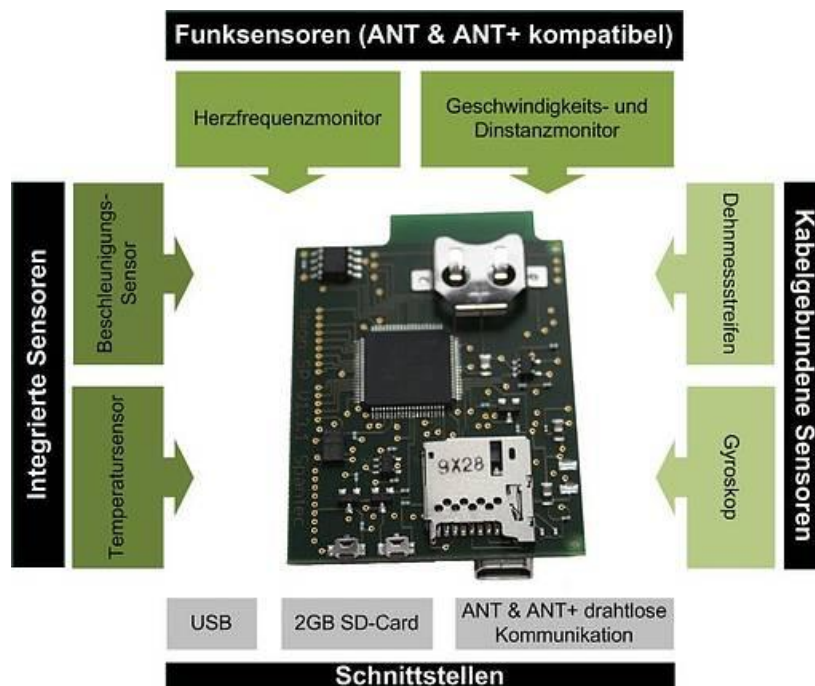 Funksensoren (ANT & ANT+ kompatibel)
Herzfrequenzmonitor
Geschwindigkeits- und
Dinstanzmonitor
Integrierte Sensoren
Beschleunigungs-
Sensor
Temperatursensor
Kabelgebundene Sensoren
Dehnmessstreifen
Gyroskop
9X28
Spantec
USB
2GB SD-Card
ANT & ANT+ drahtlose
Kommunikation
Schnittstellen